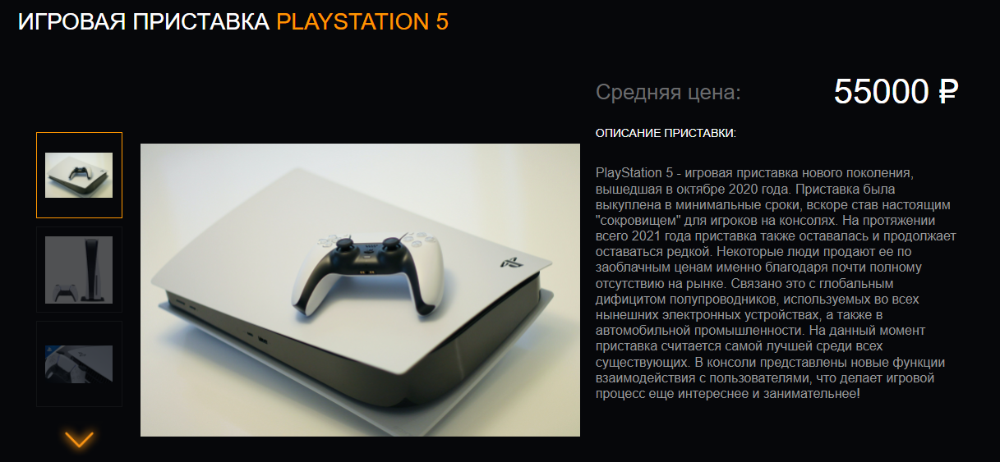 ИГРОВАЯ ПРИСТАВКА PLAYSTATION 5
Средняя цена: 55000 ₽
ОПИСАНИЕ ПРИСТАВКИ:
PlayStation 5 - игровая приставка нового поколения,
вышедшая в октябре 2020 года. Приставка была
выкуплена в минимальные сроки, вскоре став настоящим
"сокровищем" для игроков на консолях. На протяжении
всего 2021 года приставка также оставалась и продолжает
оставаться редкой. Некоторые люди продают ее по
заоблачным ценам именно благодаря почти полному
отсутствию на рынке. Связано это с глобальным
дифицитом полупроводников, используемых во всех
нынешних электронных устройствах, а также в
автомобильной промышленности. На данный момент
приставка считается самой лучшей среди всех
существующих. В консоли представлены новые функции
взаимодействия с пользователями, что делает игровой
процесс еще интереснее и занимательнее!